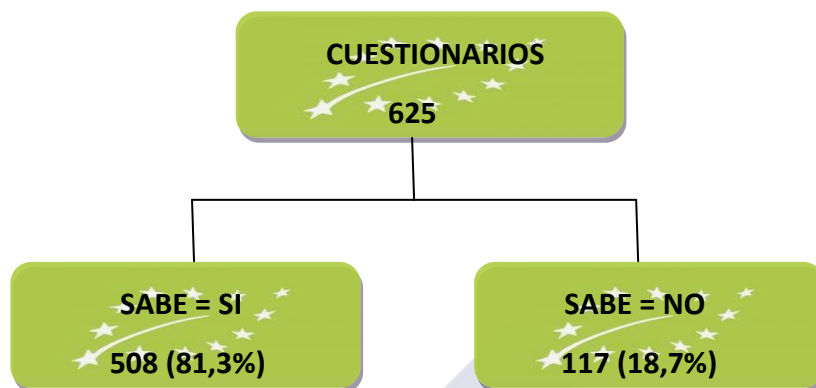 CUESTIONARIOS
625
SABE = SI
508 (81,3%)
SABE = NO
117 (18,7%)